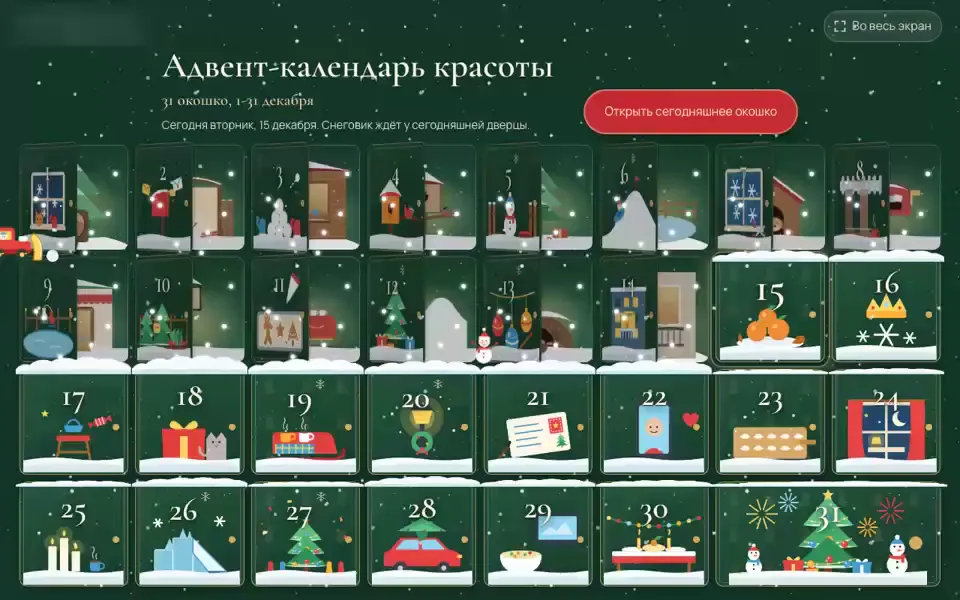 Во весь экран
Адвент-календарь красоты
31 окошко, 1-31 декабря
Открыть сегодняшнее окошко
Сегодня вторник, 15 декабря. Снеговик ждёт у сегодняшней дверцы.
2 3 4 5 6 8
9 10 11 12 13 14 15 16
17 18 19 20 21 22 23 24
25 26 27 28 29 30 31